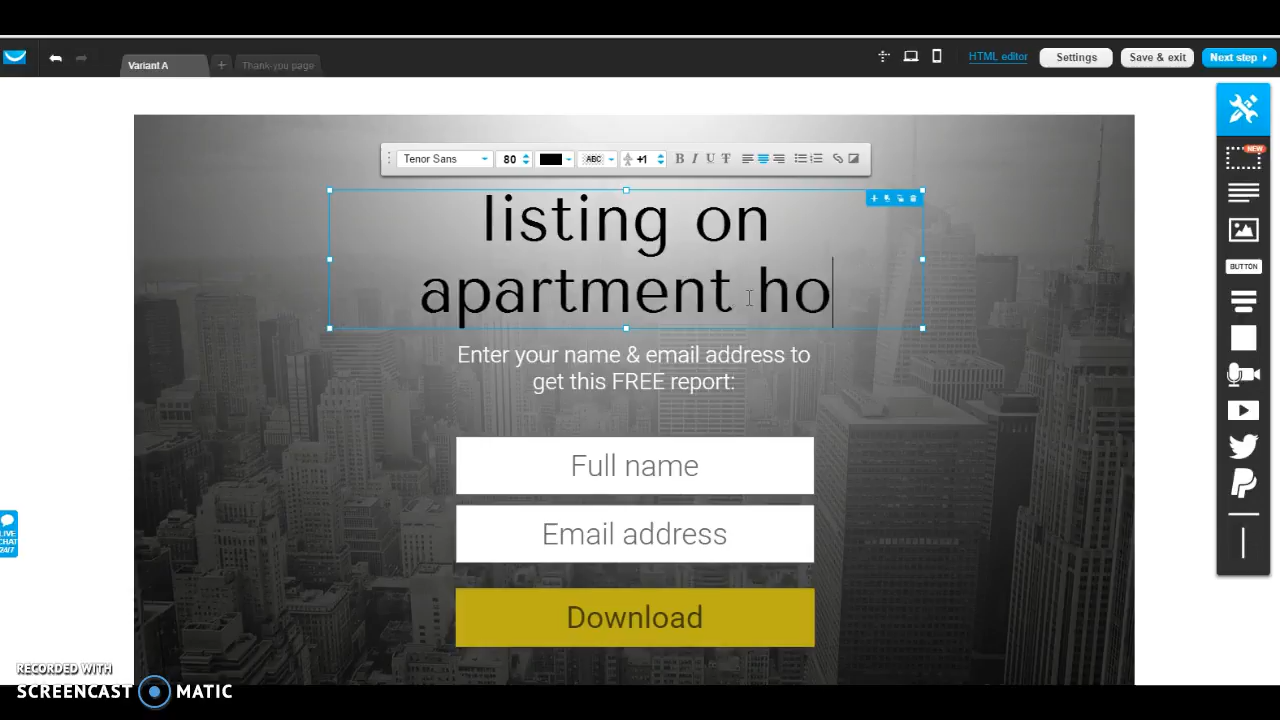 Variant A
+
Thank-you page
HTML editor
Settings
Save & exit
Next step
Tenor Sans
80
ABC
+1
B I U T
listing on
apartment ho
Enter your name & email address to
get this FREE report:
Full name
Email address
Download
NEW
BUTTON
LIVE
CHAT
24/7
RECORDED WITH
SCREENCAST MATIC